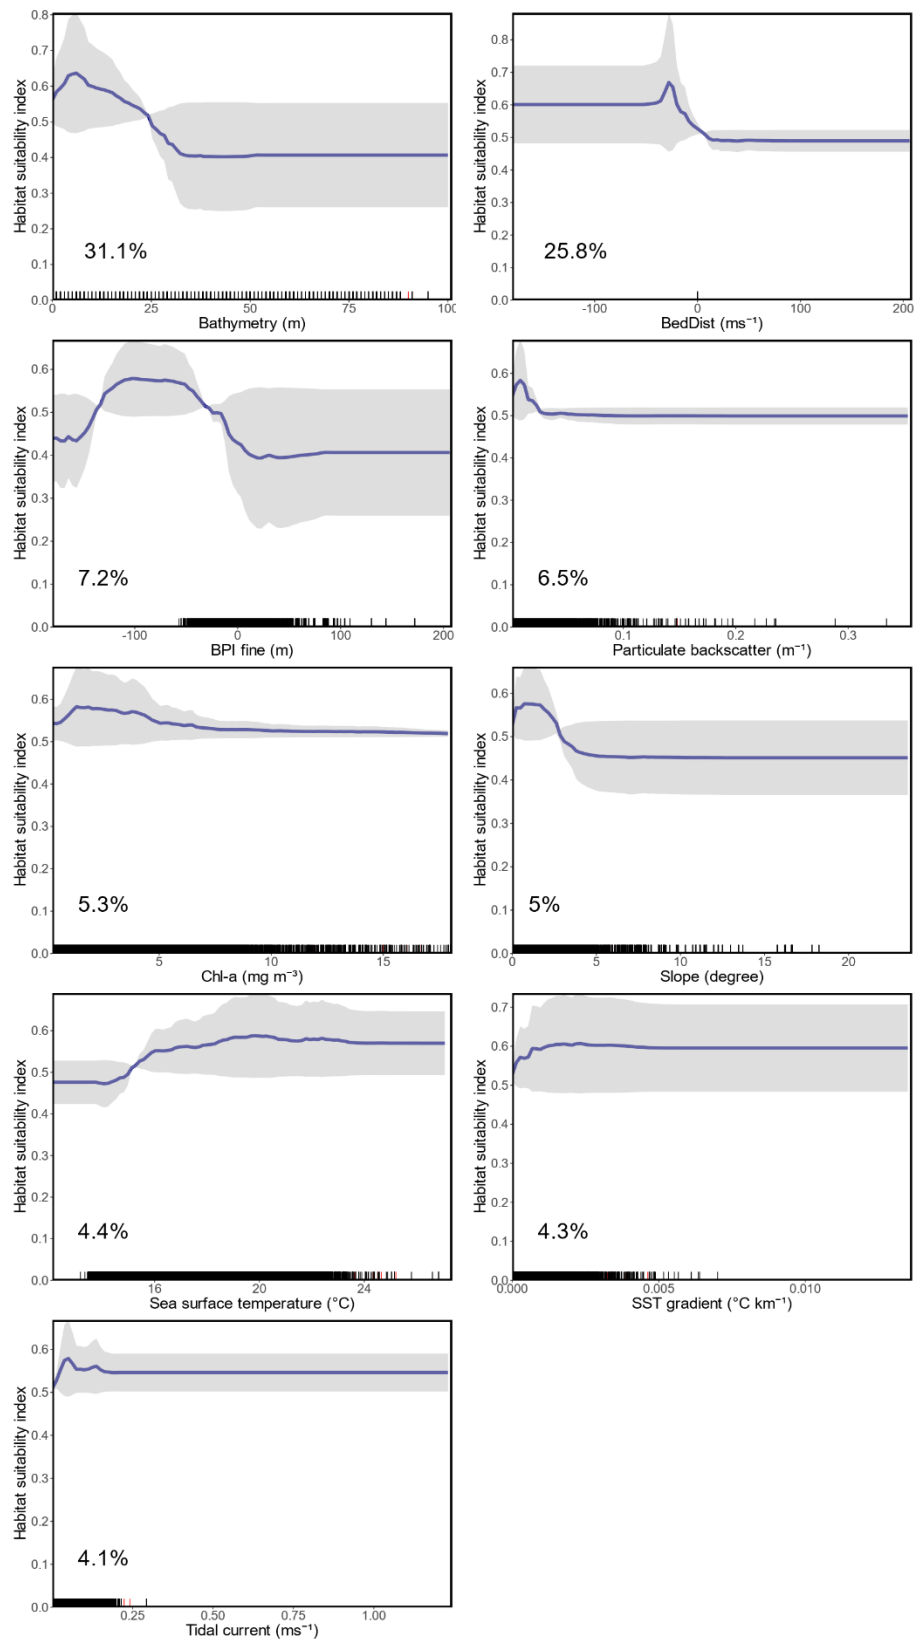 Habitat suitability index
0.8
0.7
0.6
0.5
0.4
0.3
0.2
0.1
0.0
31.1%
0 25 50 75 100
Bathymetry (m)
Habitat suitability index
0.8
0.7
0.6
0.5
0.4
0.3
0.2
0.1
0.0
25.8%
-100 0 100 200
BedDist (ms⁻¹)
Habitat suitability index
0.6
0.5
0.4
0.3
0.2
0.1
0.0
7.2%
-100 0 100 200
BPI fine (m)
Habitat suitability index
0.6
0.5
0.4
0.3
0.2
0.1
0.0
6.5%
0.1 0.2 0.3
Particulate backscatter (m⁻¹)
Habitat suitability index
0.6
0.5
0.4
0.3
0.2
0.1
0.0
5.3%
5 10 15
Chl-a (mg m⁻³)
Habitat suitability index
0.6
0.5
0.4
0.3
0.2
0.1
0.0
5%
0 5 10 15 20
Slope (degree)
Habitat suitability index
0.6
0.5
0.4
0.3
0.2
0.1
0.0
4.4%
16 20 24
Sea surface temperature (°C)
Habitat suitability index
0.7
0.6
0.5
0.4
0.3
0.2
0.1
0.0
4.3%
0.000 0.005 0.010
SST gradient (°C km⁻¹)
Habitat suitability index
0.6
0.5
0.4
0.3
0.2
0.1
0.0
4.1%
0.25 0.50 0.75 1.00
Tidal current (ms⁻¹)